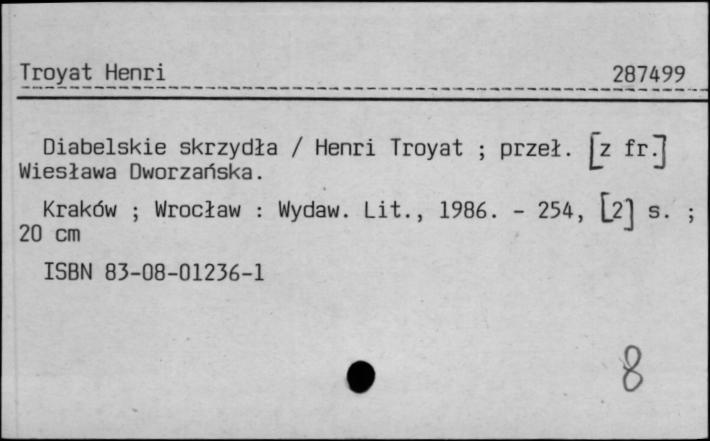 Troyat Henri 287499
Diabelskie skrzydła / Henri Troyat ; przeł. [z fr.]
Wiesława Dworzańska.
Kraków ; Wrocław : Wydaw. Lit., 1986. - 254, [2] s. ;
20 cm
ISBN 83-08-01236-1
8